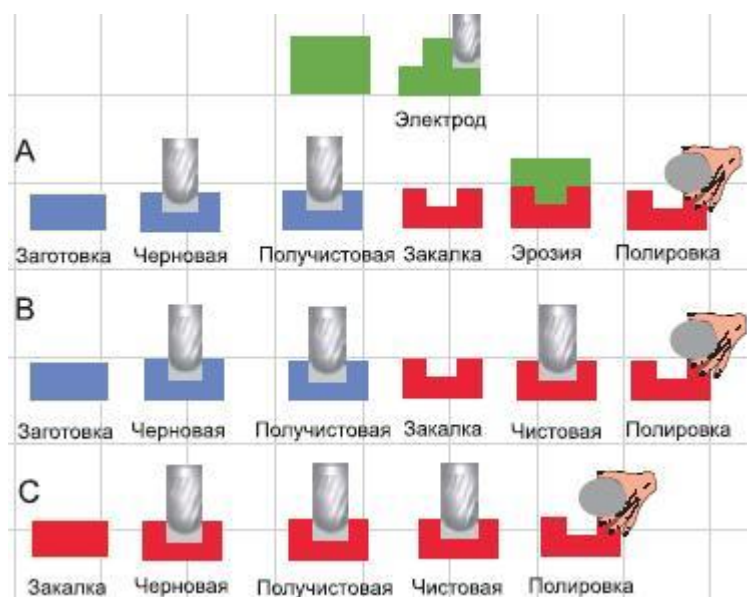 Электрод
A
Заготовка Черновая Получистовая Закалка Эрозия Полировка
B
Заготовка Черновая Получистовая Закалка Чистовая Полировка
C
Закалка Черновая Получистовая Чистовая Полировка